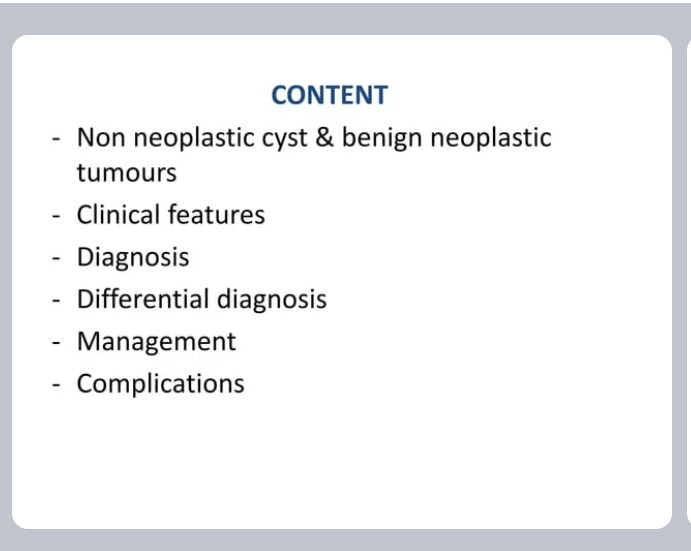 CONTENT
- Non neoplastic cyst & benign neoplastic
tumours
- Clinical features
- Diagnosis
- Differential diagnosis
- Management
- Complications